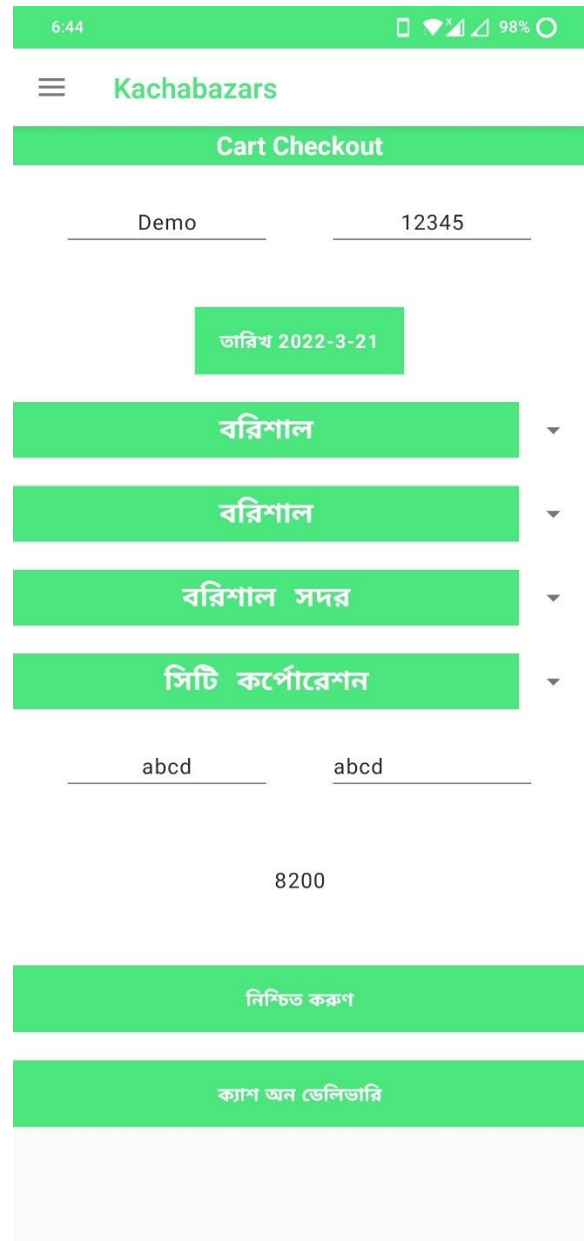 6:44 98%
Kachabazars
Cart Checkout
Demo 12345
তারিখ 2022-3-21
বরিশাল
বরিশাল
বরিশাল সদর
সিটি কর্পোরেশন
abcd abcd
8200
নিশ্চিত করুণ
ক্যাশ অন ডেলিভারি